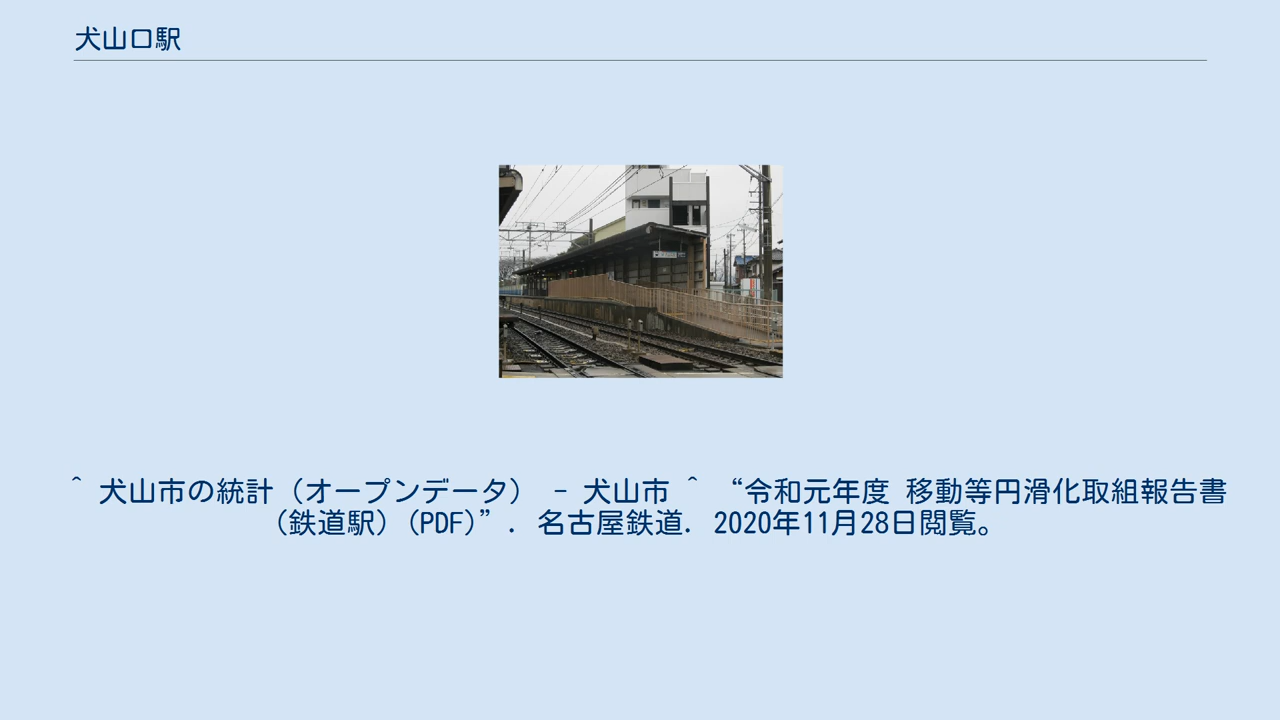 犬山口駅
^ 犬山市の統計（オープンデータ） - 犬山市 ^ “令和元年度 移動等円滑化取組報告書
（鉄道駅）(PDF)”. 名古屋鉄道. 2020年11月28日閲覧。